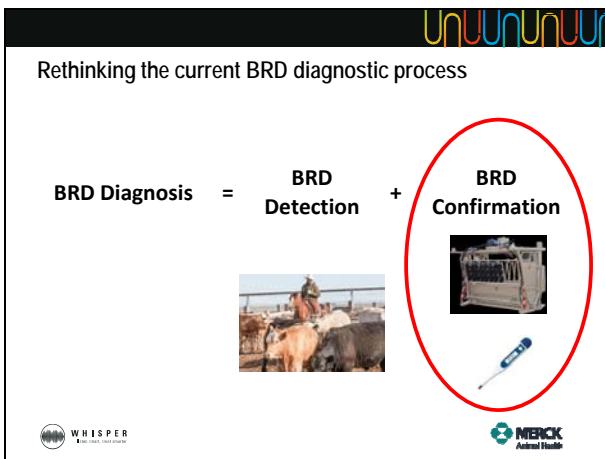 Rethinking the current BRD diagnostic process
BRD Diagnosis = BRD Detection + BRD Confirmation
WHISPER
MERCK
Animal Health